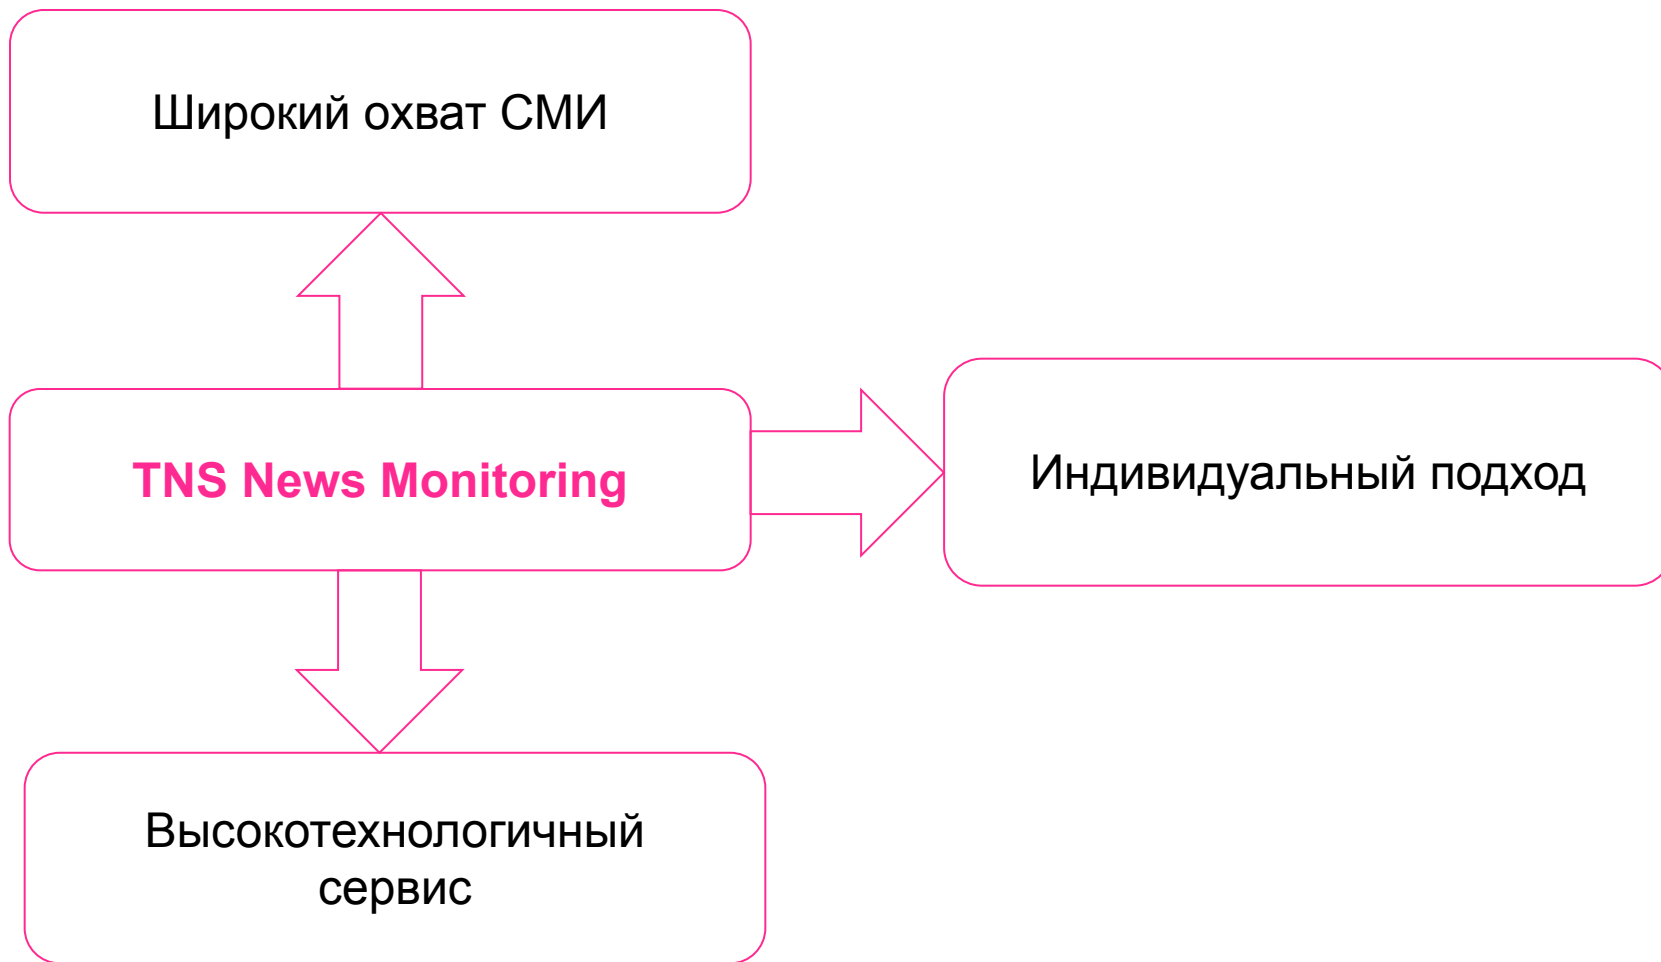 Широкий охват СМИ
TNS News Monitoring
Индивидуальный подход
Высокотехнологичный
сервис